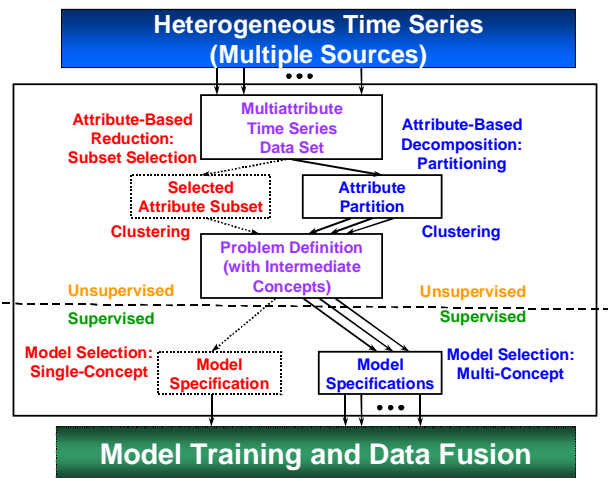 Heterogeneous Time Series
(Multiple Sources)
Attribute-Based
Reduction:
Subset Selection
Multiattribute
Time Series
Data Set
Attribute-Based
Decomposition:
Partitioning
Selected
Attribute Subset
Attribute
Partition
Clustering
Clustering
Problem Definition
(with Intermediate
Concepts)
Unsupervised
Unsupervised
Supervised
Supervised
Model Selection:
Single-Concept
Model
Specification
Model
Specifications
Model Selection:
Multi-Concept
Model Training and Data Fusion